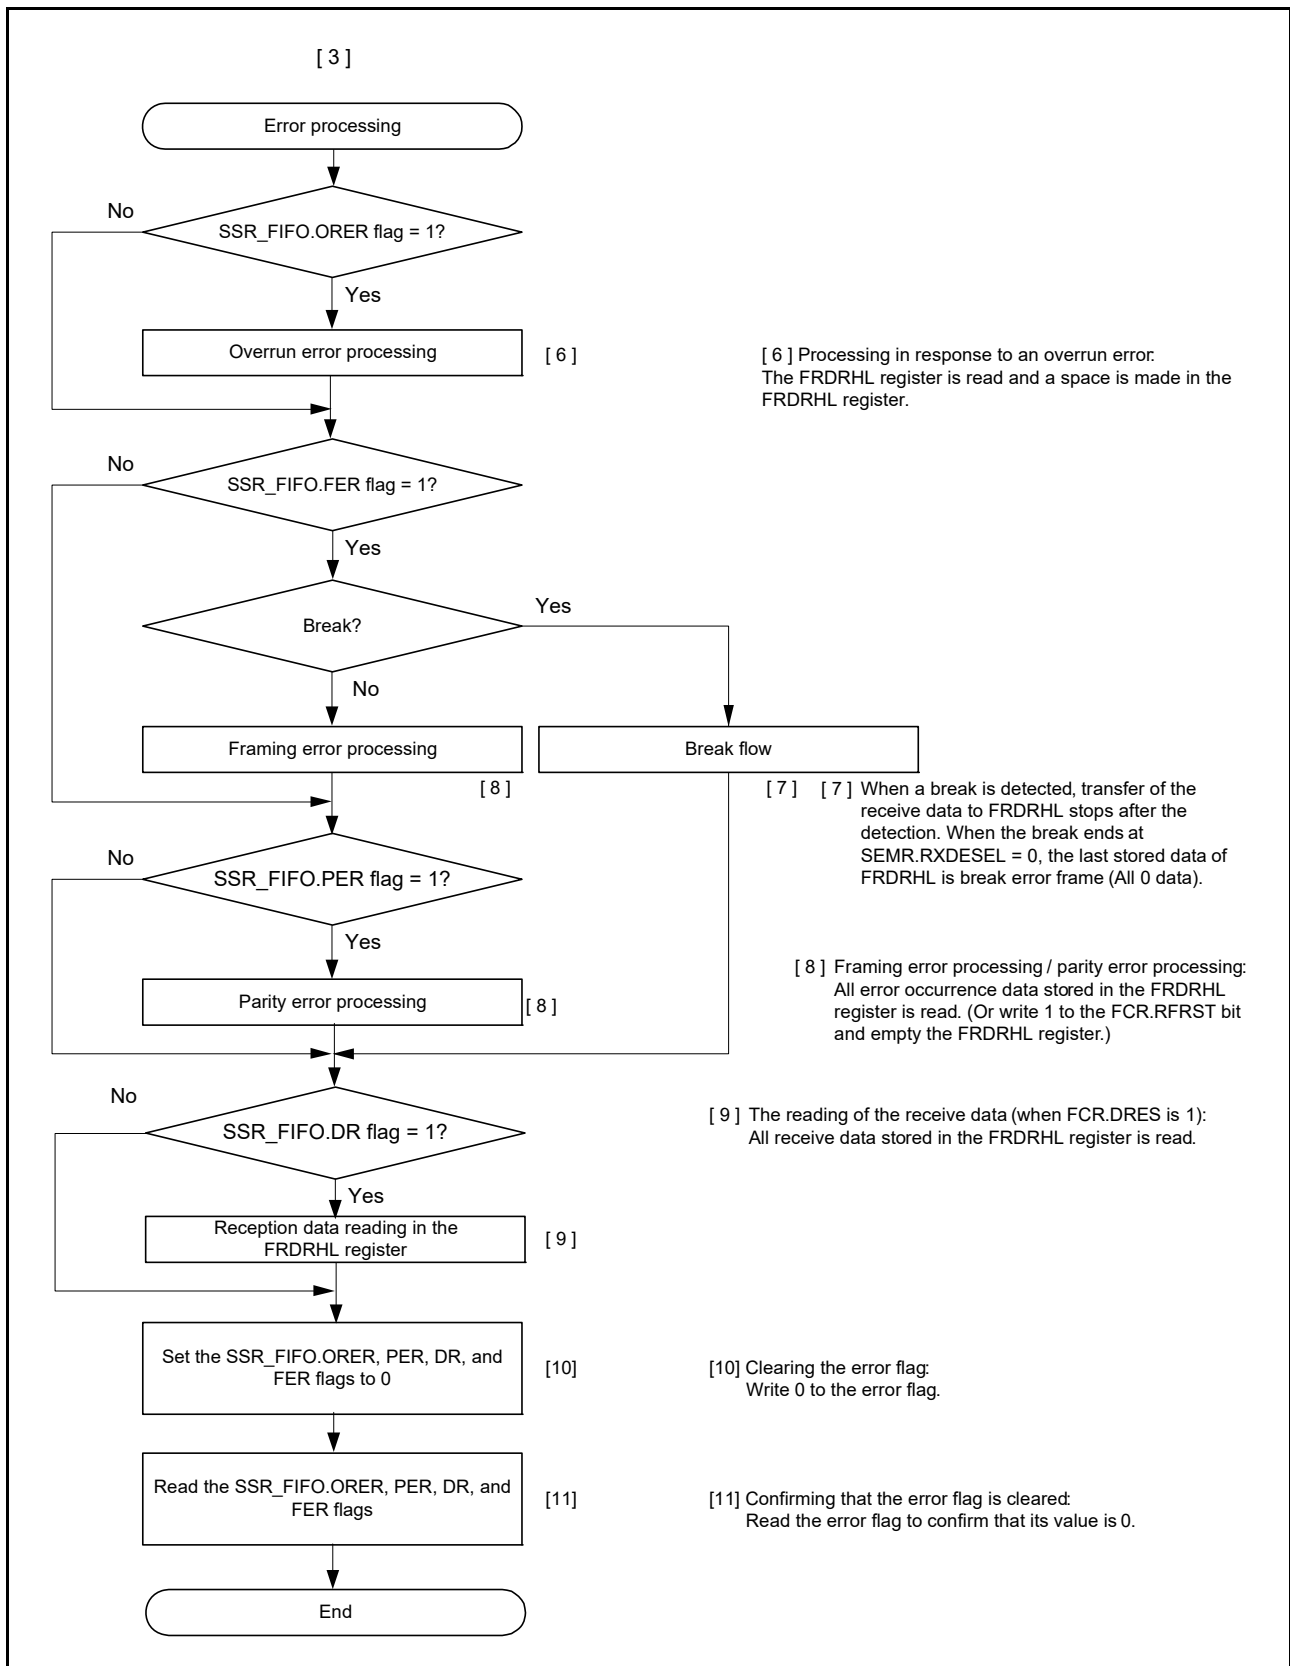 [ 3 ]
Error processing
No
SSR_FIFO.ORER flag = 1?
Yes
Overrun error processing
[ 6 ]
[ 6 ] Processing in response to an overrun error:
The FRDRHL register is read and a space is made in the
FRDRHL register.
No
SSR_FIFO.FER flag = 1?
Yes
Break?
Yes
No
Framing error processing
[ 8 ]
Break flow
[ 7 ]
[ 7 ] When a break is detected, transfer of the
receive data to FRDRHL stops after the
detection. When the break ends at
SEMR.RXDESEL = 0, the last stored data of
FRDRHL is break error frame (All 0 data).
No
SSR_FIFO.PER flag = 1?
Yes
Parity error processing
[ 8 ]
[ 8 ] Framing error processing / parity error processing:
All error occurrence data stored in the FRDRHL
register is read. (Or write 1 to the FCR.RFRST bit
and empty the FRDRHL register.)
No
SSR_FIFO.DR flag = 1?
Yes
[ 9 ] The reading of the receive data (when FCR.DRES is 1):
All receive data stored in the FRDRHL register is read.
Reception data reading in the
FRDRHL register
[ 9 ]
Set the SSR_FIFO.ORER, PER, DR, and
FER flags to 0
[10]
[10] Clearing the error flag:
Write 0 to the error flag.
Read the SSR_FIFO.ORER, PER, DR, and
FER flags
[11]
[11] Confirming that the error flag is cleared:
Read the error flag to confirm that its value is 0.
End